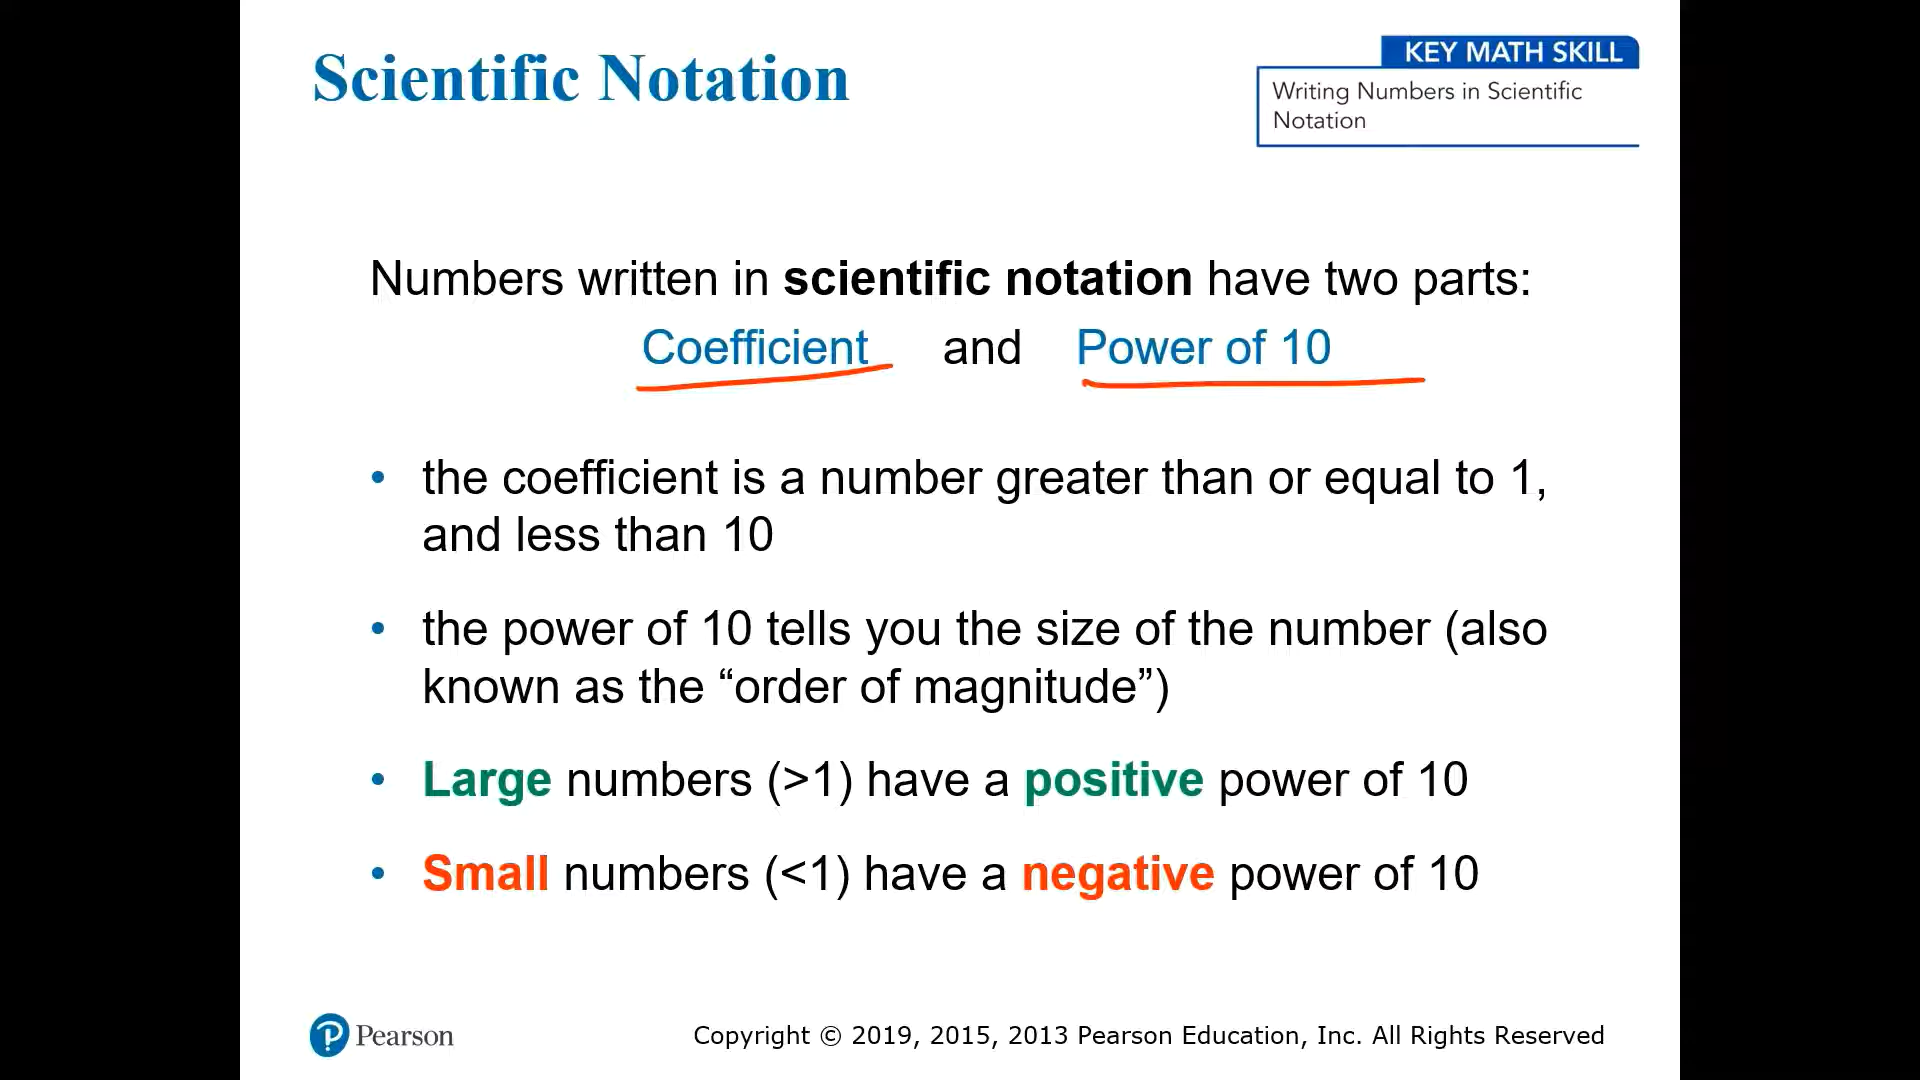 Scientific Notation
KEY MATH SKILL
Writing Numbers in Scientific
Notation
Numbers written in scientific notation have two parts:
Coefficient and Power of 10
• the coefficient is a number greater than or equal to 1,
and less than 10
• the power of 10 tells you the size of the number (also
known as the “order of magnitude”)
• Large numbers (>1) have a positive power of 10
• Small numbers (<1) have a negative power of 10
Pearson
Copyright © 2019, 2015, 2013 Pearson Education, Inc. All Rights Reserved